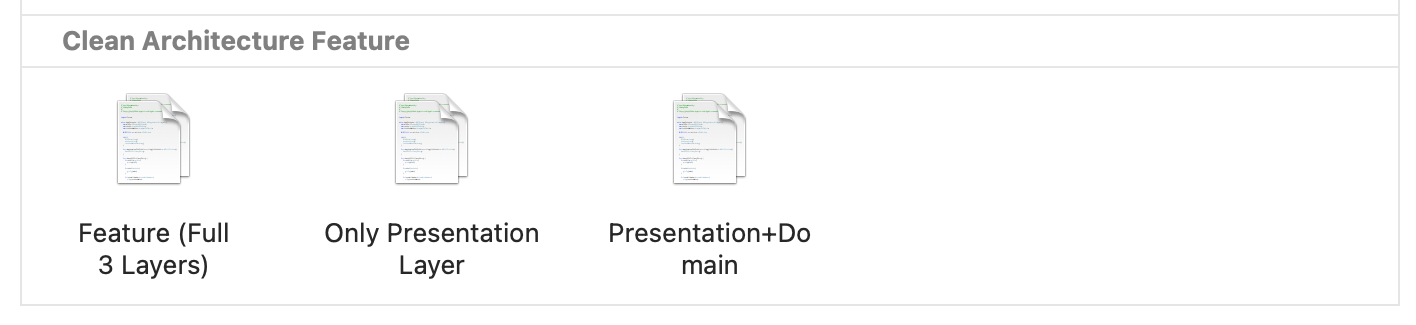 Clean Architecture Feature
Feature (Full
3 Layers)
Only Presentation
Layer
Presentation+Do
main